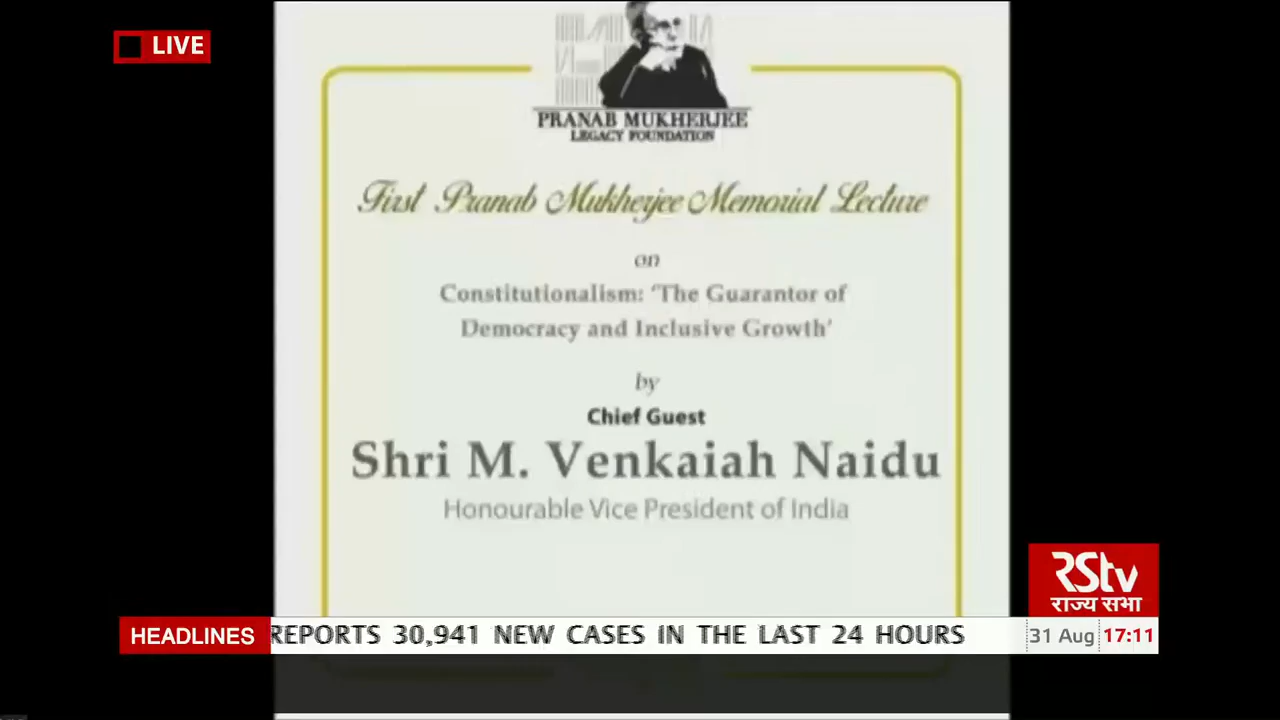 LIVE
PRANAB MUKHERJEE
LEGACY FOUNDATION
First Pranab Mukherjee Memorial Lecture
on
Constitutionalism: ‘The Guarantor of
Democracy and Inclusive Growth’
by
Chief Guest
Shri M. Venkaiah Naidu
Honourable Vice President of India
RStv
राज्य सभा
HEADLINES REPORTS 30,941 NEW CASES IN THE LAST 24 HOURS 31 Aug 17:11